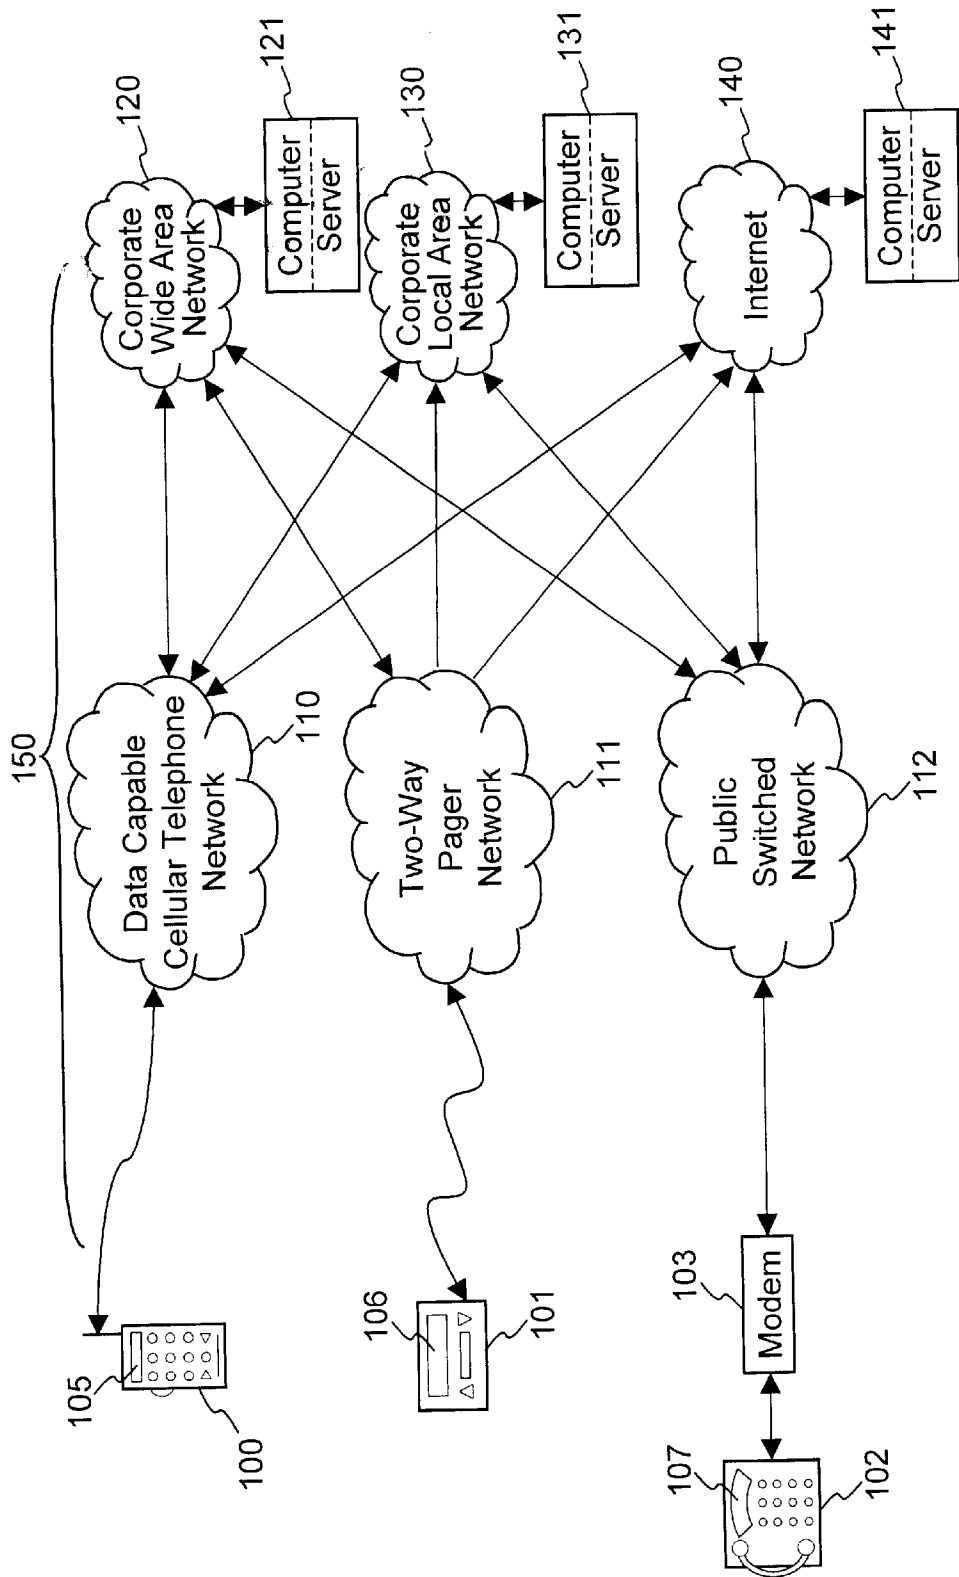 150
120
Corporate
Wide Area
Network
121
Computer
Server
130
Corporate
Local Area
Network
131
Computer
Server
140
Internet
141
Computer
Server
Data Capable
Cellular Telephone
Network
110
Two-Way
Pager
Network
111
Public
Switched
Network
112
105
100
106
101
103
Modem
107
102